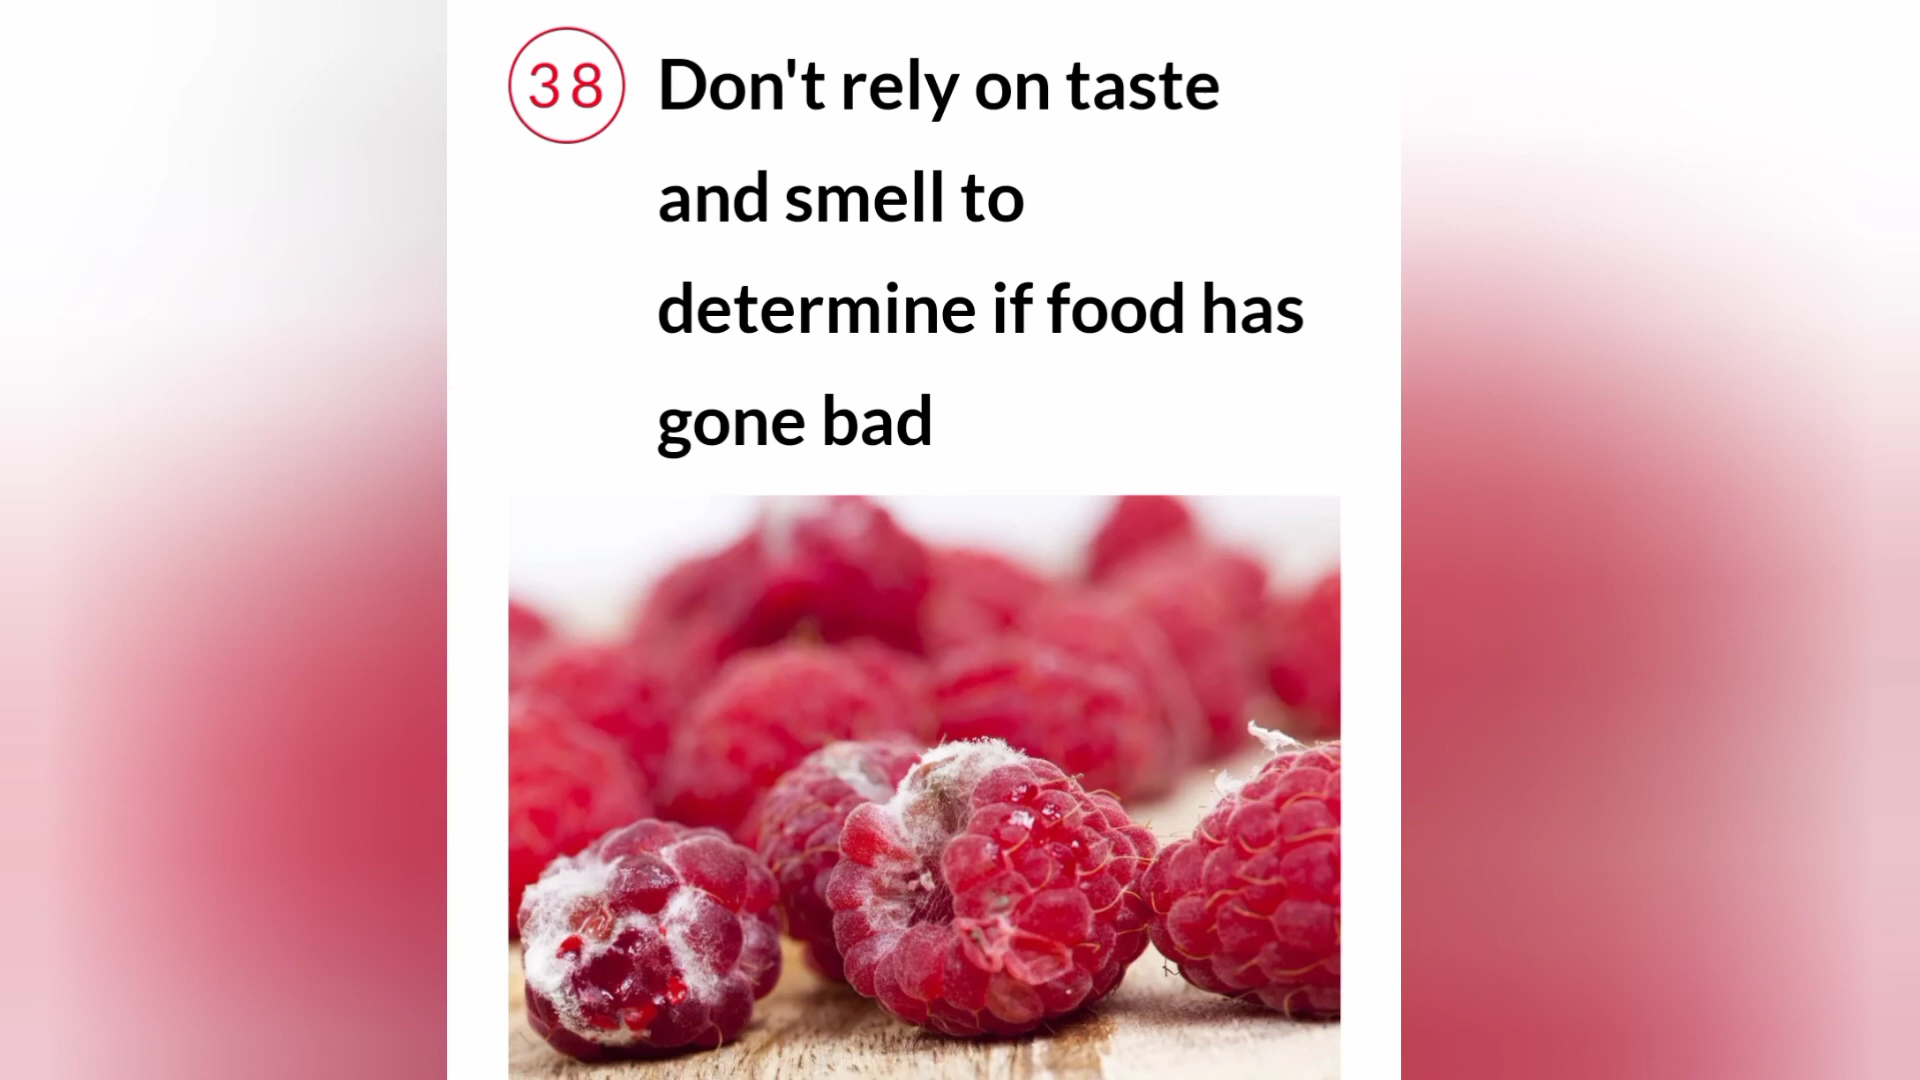 38 Don't rely on taste
and smell to
determine if food has
gone bad